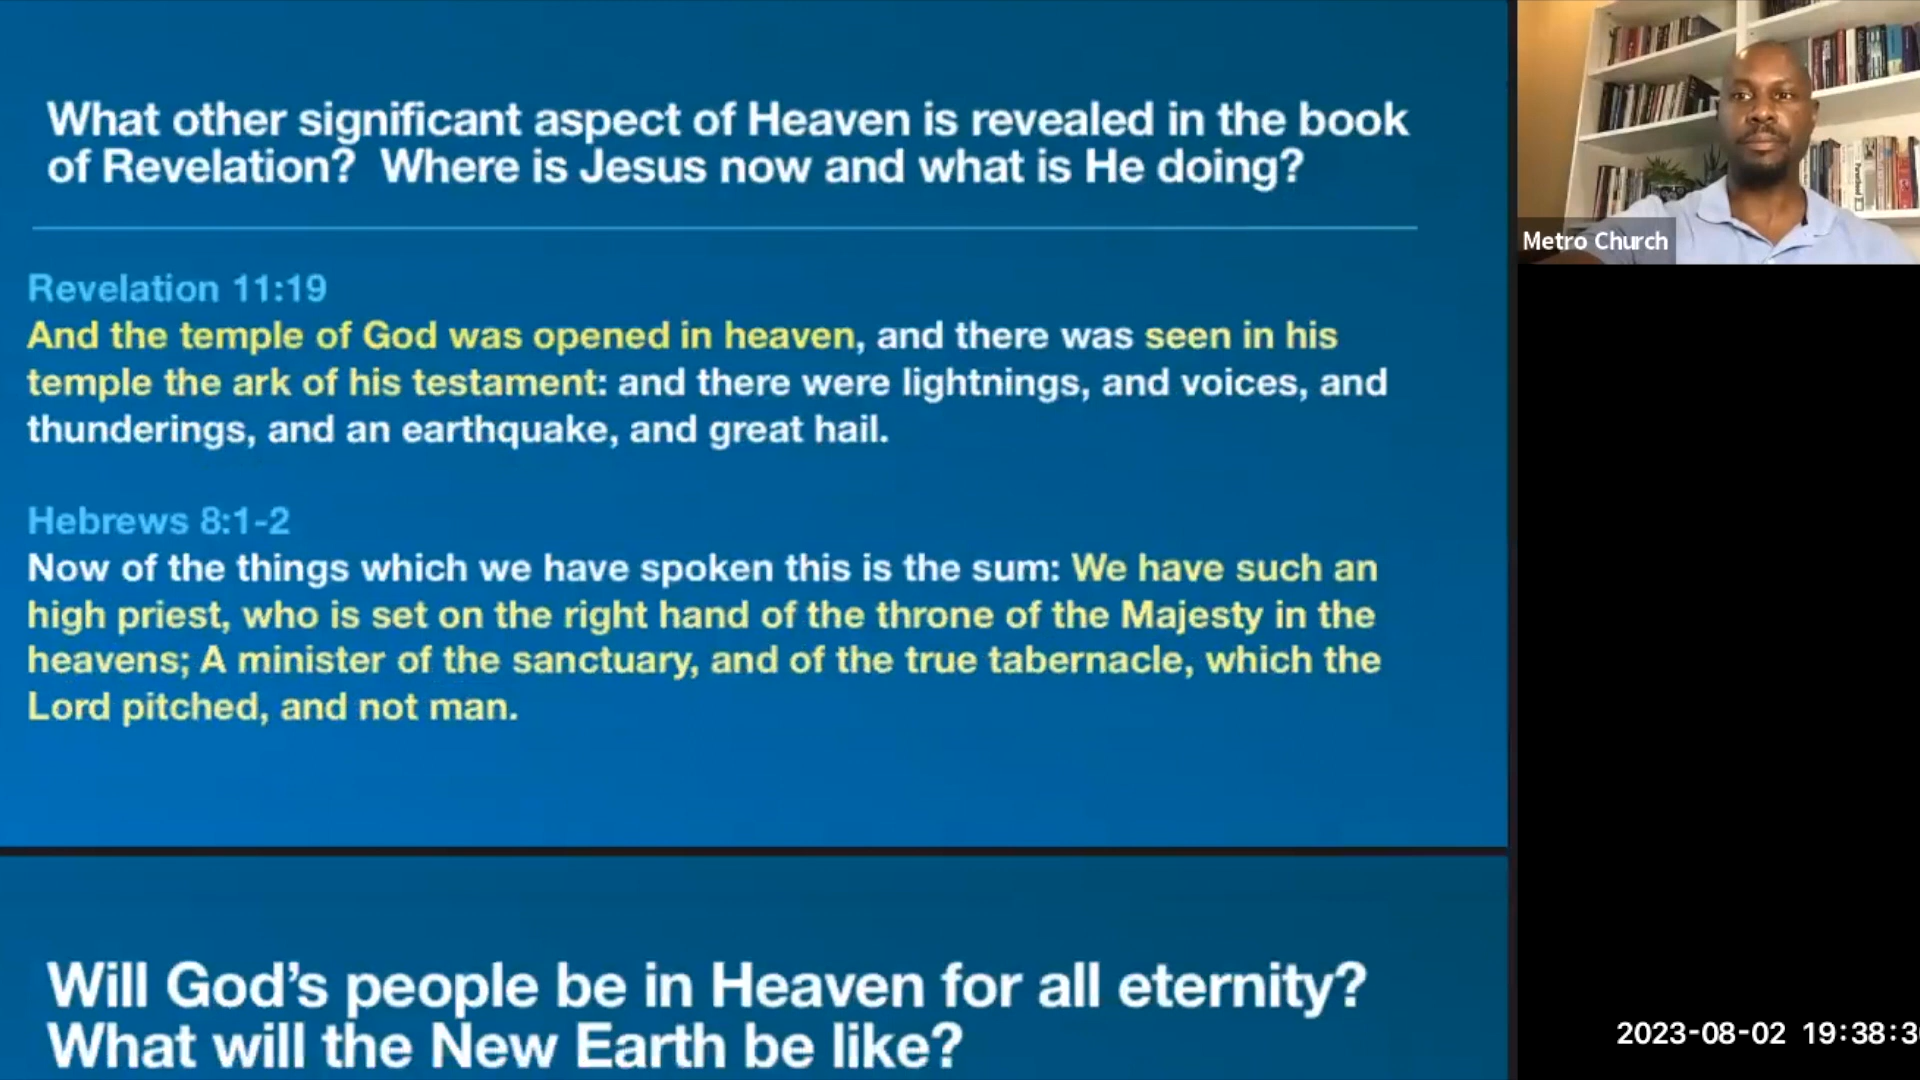 What other significant aspect of Heaven is revealed in the book
of Revelation?  Where is Jesus now and what is He doing?
Revelation 11:19
And the temple of God was opened in heaven, and there was seen in his
temple the ark of his testament: and there were lightnings, and voices, and
thunderings, and an earthquake, and great hail.
Hebrews 8:1-2
Now of the things which we have spoken this is the sum: We have such an
high priest, who is set on the right hand of the throne of the Majesty in the
heavens; A minister of the sanctuary, and of the true tabernacle, which the
Lord pitched, and not man.
Will God’s people be in Heaven for all eternity?
What will the New Earth be like?
Metro Church
2023-08-02 19:38:3